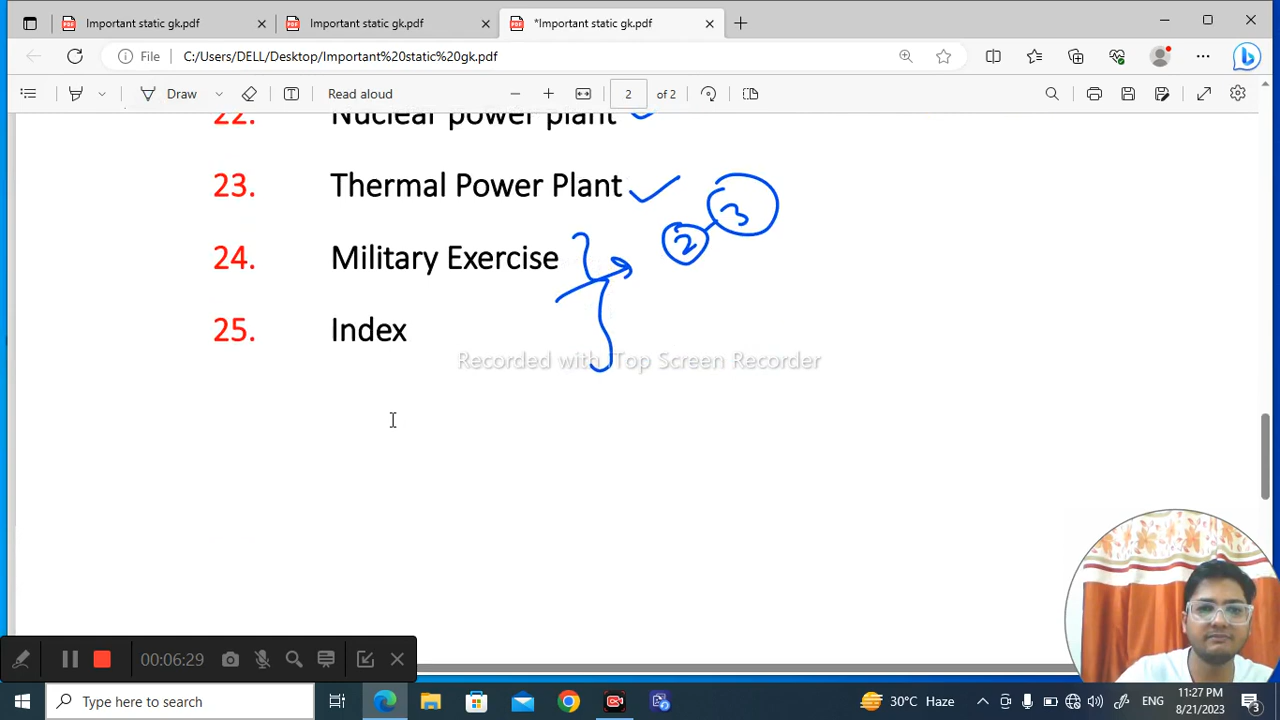 Important static gk.pdf
Important static gk.pdf
*Important static gk.pdf
File
C:/Users/DELL/Desktop/Important%20static%20gk.pdf
Draw
Read aloud
2
of 2
22. Nuclear power plant
23. Thermal Power Plant
3
2
24. Military Exercise
25. Index
Recorded with iTop Screen Recorder
00:06:29
Type here to search
30°C Haze
ENG
11:27 PM
8/21/2023
3